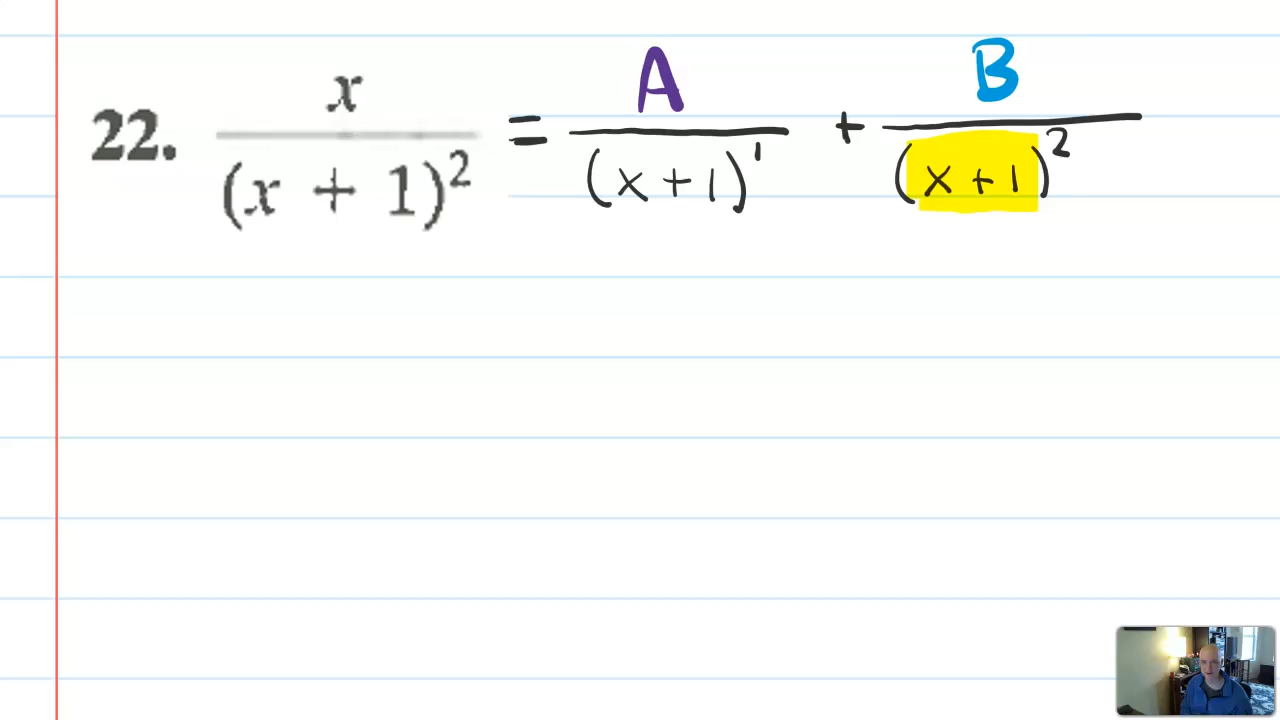 22. x/(x + 1)² = A/(x + 1)¹ + B/(x + 1)²